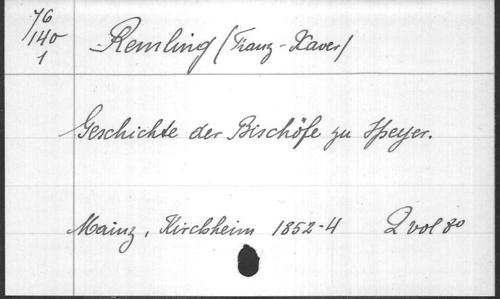 76
140
1
Remling (Franz-Xaver)
Geschichte der Bischöfe zu Speyer.
Mainz, Kirchheim 1852-4 2 vol 8o